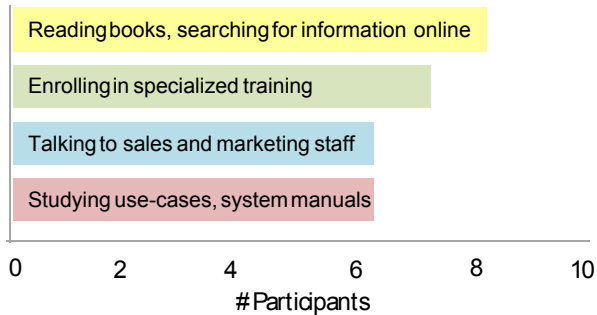 Reading books, searching for information online
Enrolling in specialized training
Talking to sales and marketing staff
Studying use-cases, system manuals
0 2 4 6 8 10
#Participants